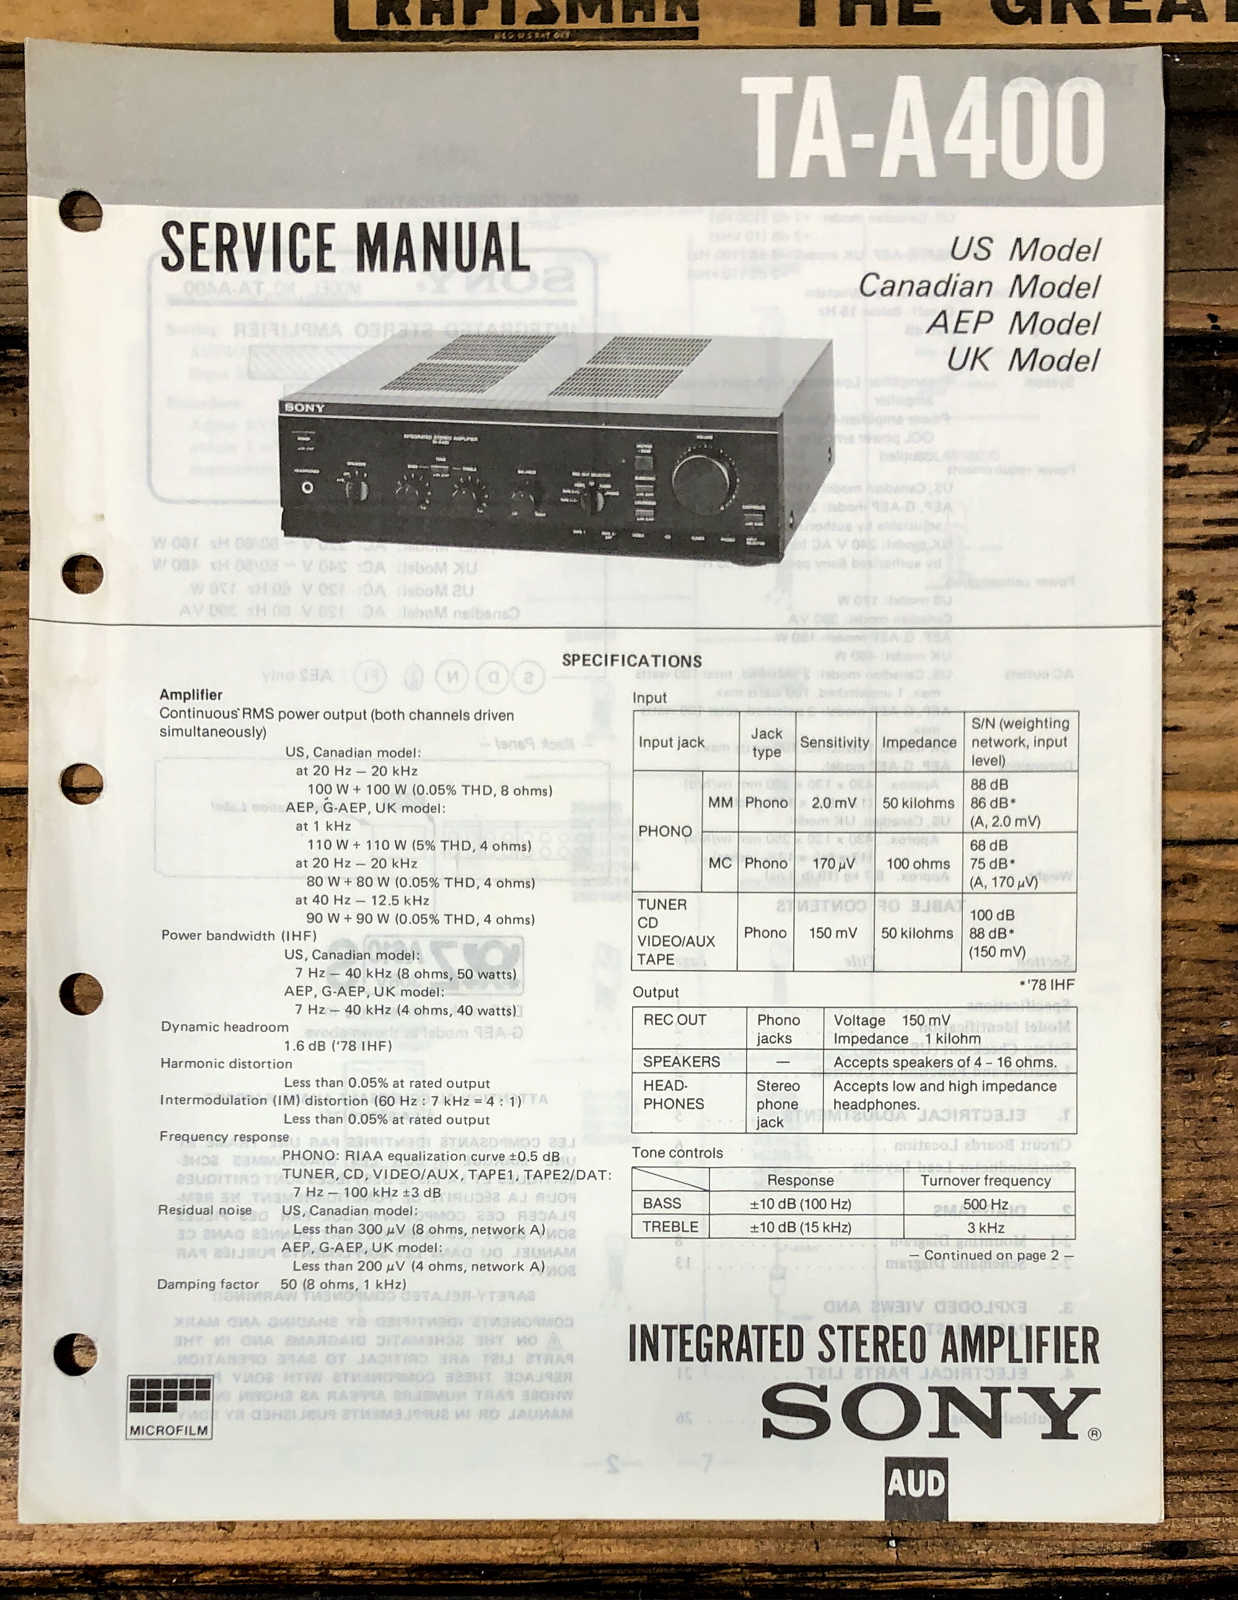 CRAFTSMAN THE GREAT
TA-A400
SERVICE MANUAL
US Model
Canadian Model
AEP Model
UK Model
SONY
SPECIFICATIONS
Amplifier
Continuous RMS power output (both channels driven
simultaneously)
US, Canadian model:
at 20 Hz – 20 kHz
100 W + 100 W (0.05% THD, 8 ohms)
AEP, G-AEP, UK model:
at 1 kHz
110 W + 110 W (5% THD, 4 ohms)
at 20 Hz – 20 kHz
80 W + 80 W (0.05% THD, 4 ohms)
at 40 Hz – 12.5 kHz
90 W + 90 W (0.05% THD, 4 ohms)
Power bandwidth (IHF)
US, Canadian model:
7 Hz – 40 kHz (8 ohms, 50 watts)
AEP, G-AEP, UK model:
7 Hz – 40 kHz (4 ohms, 40 watts)
Dynamic headroom
1.6 dB ('78 IHF)
Harmonic distortion
Less than 0.05% at rated output
Intermodulation (IM) distortion (60 Hz : 7 kHz = 4 : 1)
Less than 0.05% at rated output
Frequency response
PHONO: RIAA equalization curve ±0.5 dB
TUNER, CD, VIDEO/AUX, TAPE1, TAPE2/DAT:
7 Hz – 100 kHz ±3 dB
Residual noise US, Canadian model:
Less than 300 µV (8 ohms, network A)
AEP, G-AEP, UK model:
Less than 200 µV (4 ohms, network A)
Damping factor 50 (8 ohms, 1 kHz)
Input
Input jack Jack type Sensitivity Impedance S/N (weighting network, input level)
PHONO MM Phono 2.0 mV 50 kilohms 88 dB
86 dB*
(A, 2.0 mV)
MC Phono 170 µV 100 ohms 68 dB
75 dB*
(A, 170 µV)
TUNER
CD
VIDEO/AUX
TAPE
Phono 150 mV 50 kilohms 100 dB
88 dB*
(150 mV)
*'78 IHF
Output
REC OUT Phono jacks Voltage 150 mV
Impedance 1 kilohm
SPEAKERS — Accepts speakers of 4 – 16 ohms.
HEAD-
PHONES
Stereo phone jack
Accepts low and high impedance
headphones.
Tone controls
Response Turnover frequency
BASS ±10 dB (100 Hz) 500 Hz
TREBLE ±10 dB (15 kHz) 3 kHz
— Continued on page 2 —
INTEGRATED STEREO AMPLIFIER
SONY®
MICROFILM
AUD